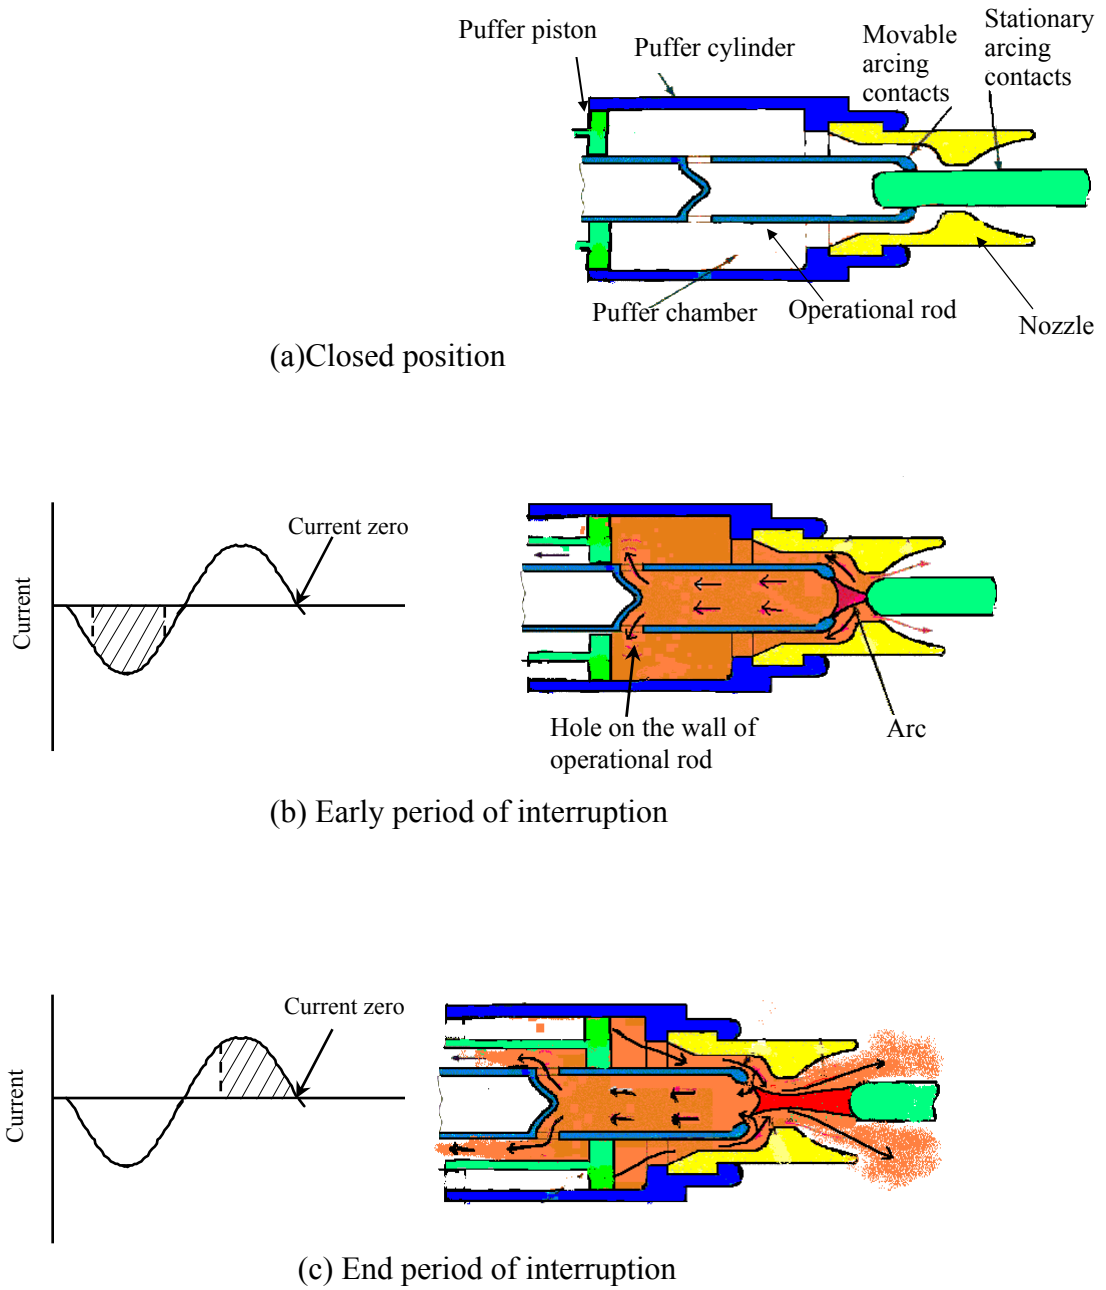 Puffer piston
Puffer cylinder
Movable
arcing
contacts
Stationary
arcing
contacts
Puffer chamber
Operational rod
Nozzle
(a)Closed position
Current
Current zero
Hole on the wall of
operational rod
Arc
(b) Early period of interruption
Current
Current zero
(c) End period of interruption